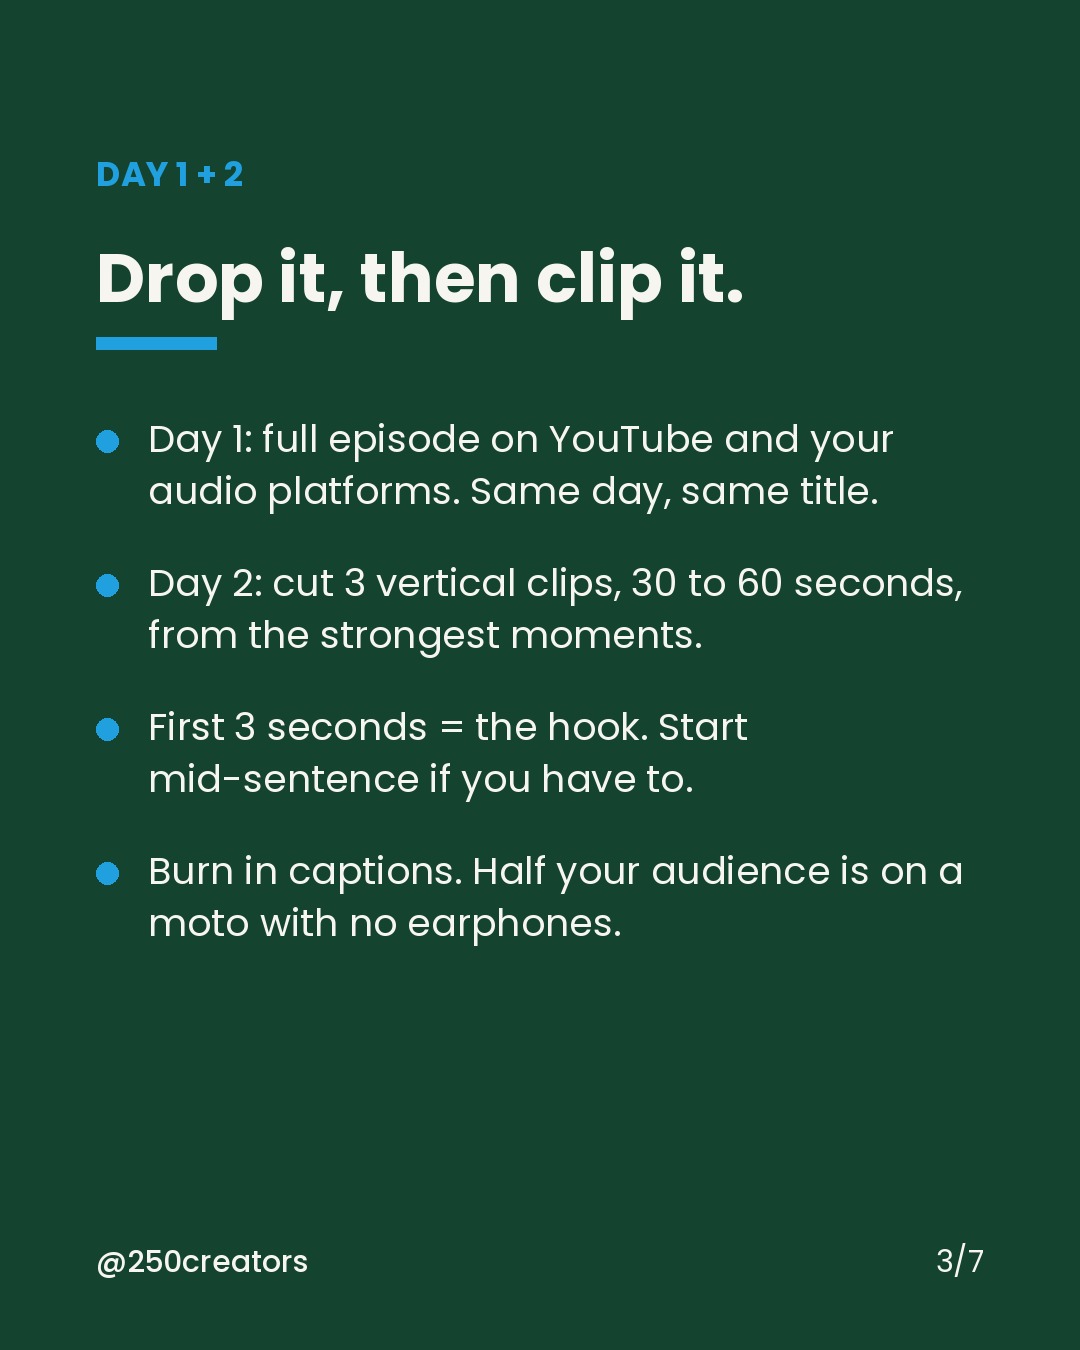 DAY 1 + 2
Drop it, then clip it.
Day 1: full episode on YouTube and your
audio platforms. Same day, same title.
Day 2: cut 3 vertical clips, 30 to 60 seconds,
from the strongest moments.
First 3 seconds = the hook. Start
mid-sentence if you have to.
Burn in captions. Half your audience is on a
moto with no earphones.
@250creators
3/7